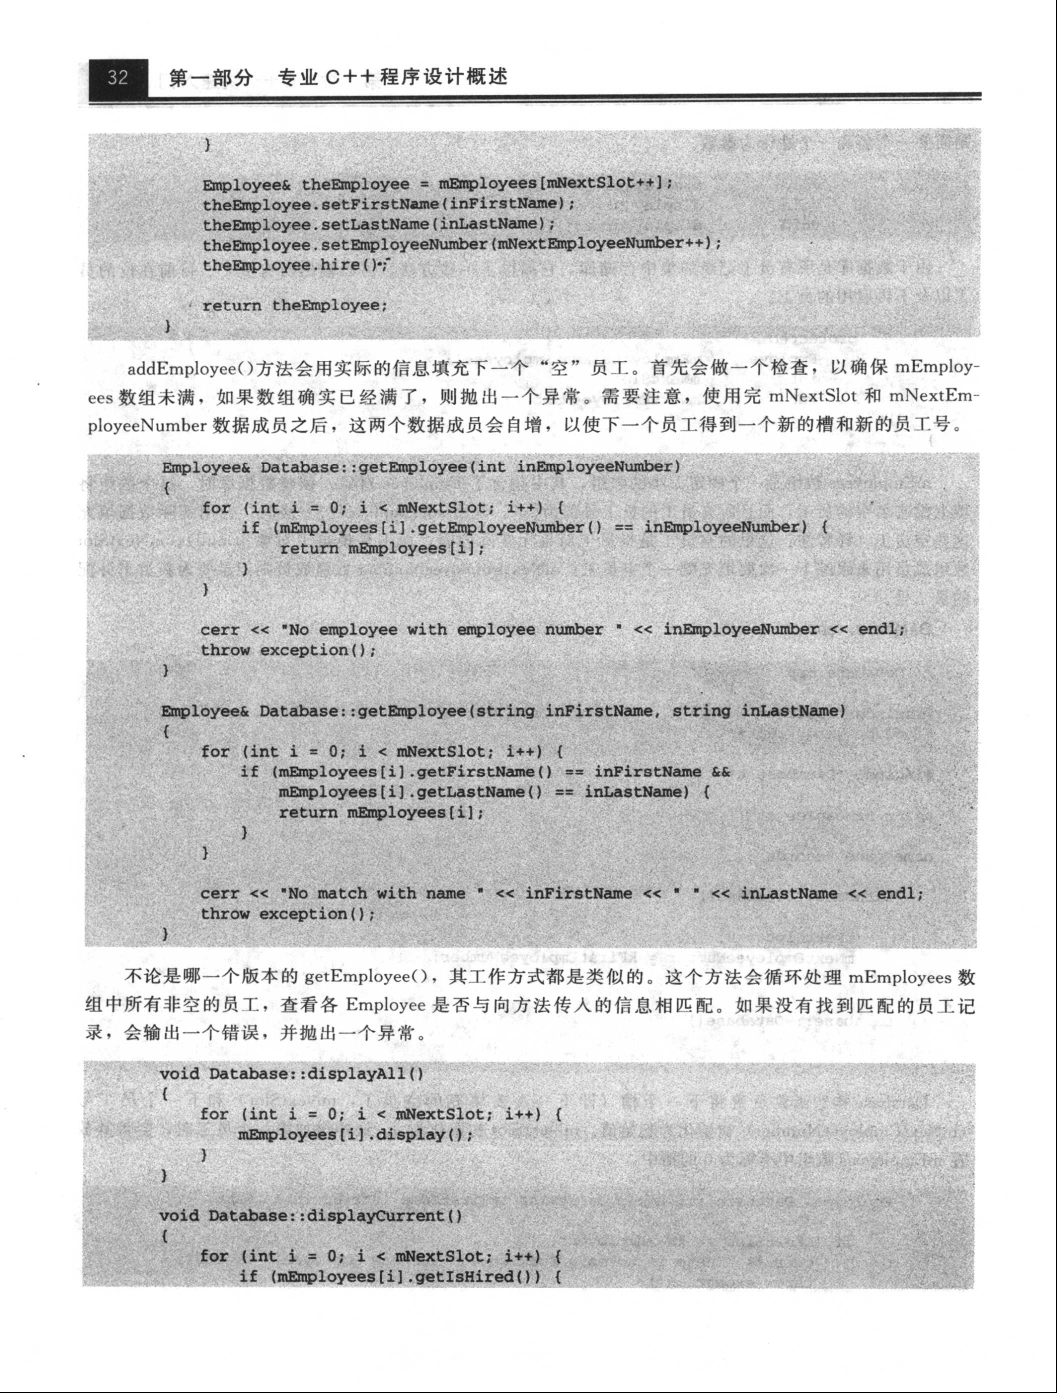 32 第一部分 专业 C++程序设计概述
}
Employee& theEmployee = mEmployees[mNextSlot++];
theEmployee.setFirstName(inFirstName);
theEmployee.setLastName(inLastName);
theEmployee.setEmployeeNumber(mNextEmployeeNumber++);
theEmployee.hire();
return theEmployee;
}
addEmployee()方法会用实际的信息填充下一个“空”员工。首先会做一个检查，以确保 mEmploy-
ees 数组未满，如果数组确实已经满了，则抛出一个异常。需要注意，使用完 mNextSlot 和 mNextEm-
ployeeNumber 数据成员之后，这两个数据成员会自增，以使下一个员工得到一个新的槽和新的员工号。
Employee& Database::getEmployee(int inEmployeeNumber)
{
for (int i = 0; i < mNextSlot; i++) {
if (mEmployees[i].getEmployeeNumber() == inEmployeeNumber) {
return mEmployees[i];
}
}
cerr << "No employee with employee number " << inEmployeeNumber << endl;
throw exception();
}
Employee& Database::getEmployee(string inFirstName, string inLastName)
{
for (int i = 0; i < mNextSlot; i++) {
if (mEmployees[i].getFirstName() == inFirstName &&
mEmployees[i].getLastName() == inLastName) {
return mEmployees[i];
}
}
cerr << "No match with name " << inFirstName << " " << inLastName << endl;
throw exception();
}
不论是哪一个版本的 getEmployee()，其工作方式都是类似的。这个方法会循环处理 mEmployees 数
组中所有非空的员工，查看各 Employee 是否与向方法传人的信息相匹配。如果没有找到匹配的员工记
录，会输出一个错误，并抛出一个异常。
void Database::displayAll()
{
for (int i = 0; i < mNextSlot; i++) {
mEmployees[i].display();
}
}
void Database::displayCurrent()
{
for (int i = 0; i < mNextSlot; i++) {
if (mEmployees[i].getIsHired()) {